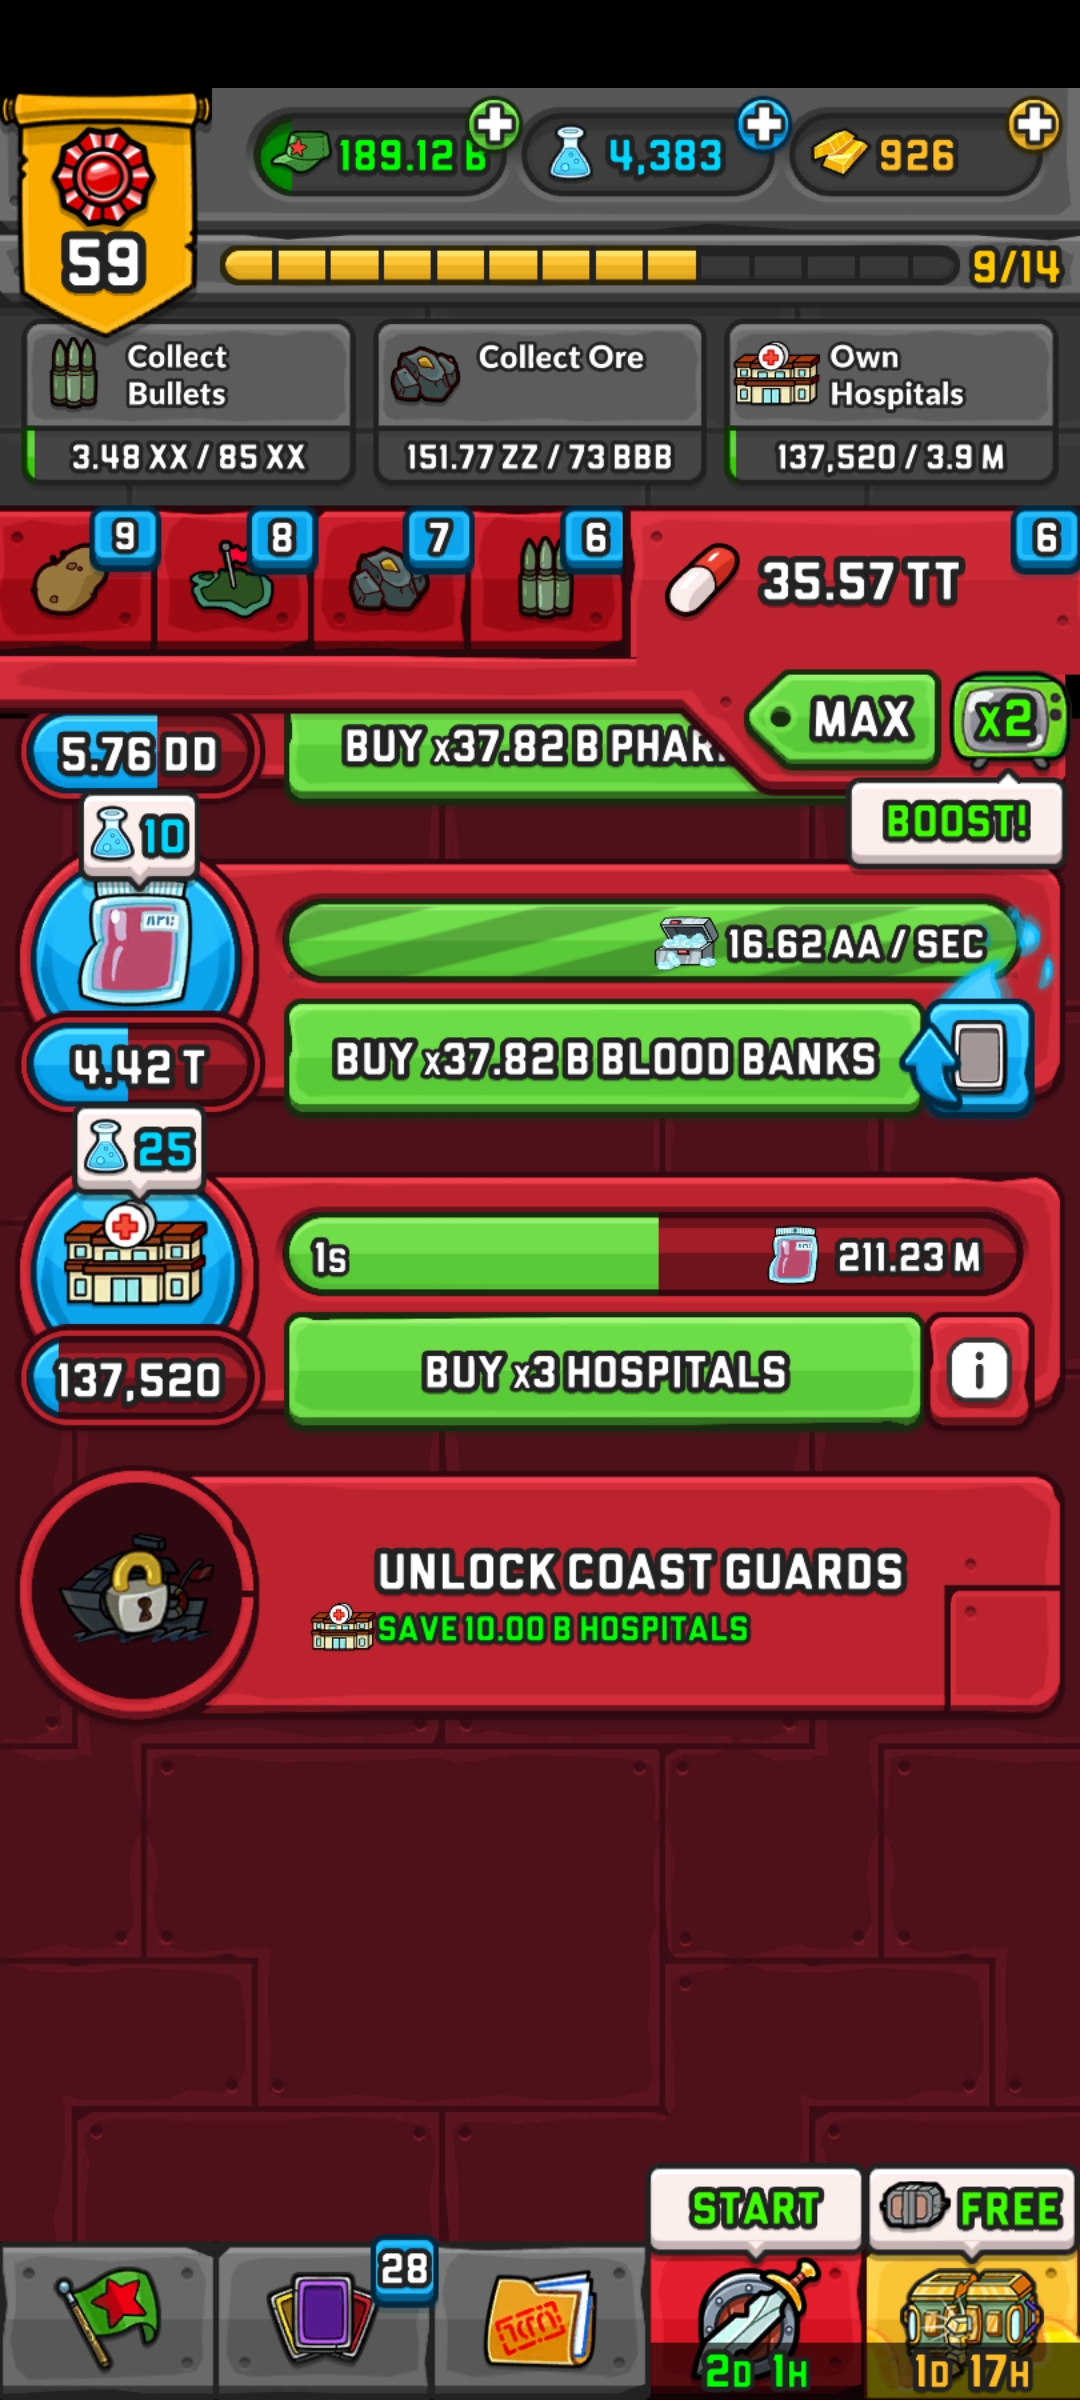 189.12 B
4,383
926
59
9/14
Collect
Bullets
3.48 XX / 85 XX
Collect Ore
151.77 ZZ / 73 BBB
Own
Hospitals
137,520 / 3.9 M
9
8
7
6
6
35.57 TT
MAX
x2
BOOST!
5.76 DD
BUY x37.82 B
10
16.62 AA / SEC
4.42 T
BUY x37.82 B BLOOD BANKS
25
1s
211.23 M
137,520
BUY x3 HOSPITALS
i
UNLOCK COAST GUARDS
SAVE 10.00 B HOSPITALS
START
FREE
28
2D 1H
1D 17H